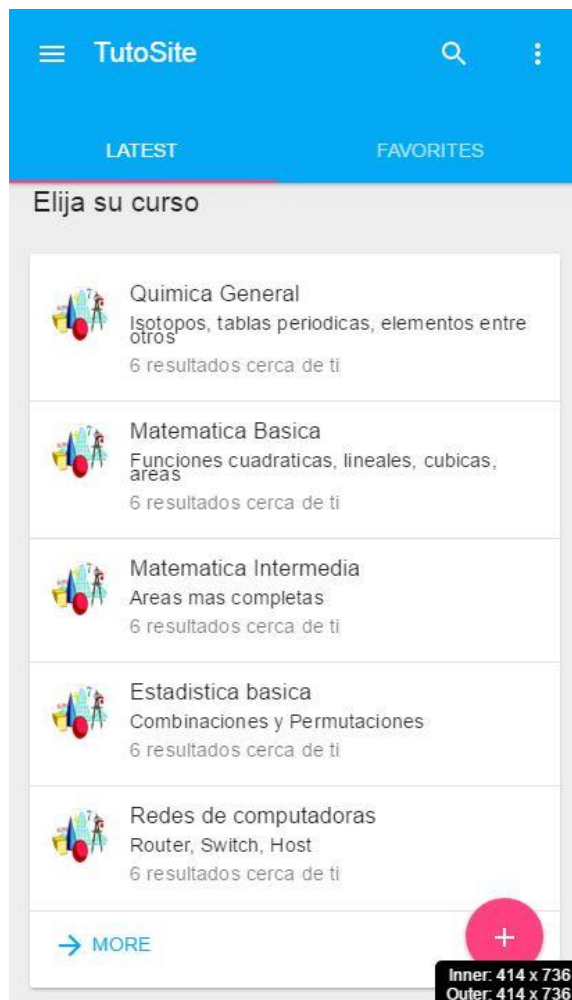 TutoSite
LATEST
FAVORITES
Elija su curso
Quimica General
Isotopos, tablas periodicas, elementos entre
otros
6 resultados cerca de ti
Matematica Basica
Funciones cuadraticas, lineales, cubicas,
areas
6 resultados cerca de ti
Matematica Intermedia
Areas mas completas
6 resultados cerca de ti
Estadistica basica
Combinaciones y Permutaciones
6 resultados cerca de ti
Redes de computadoras
Router, Switch, Host
6 resultados cerca de ti
MORE
Inner: 414 x 736
Outer: 414 x 736